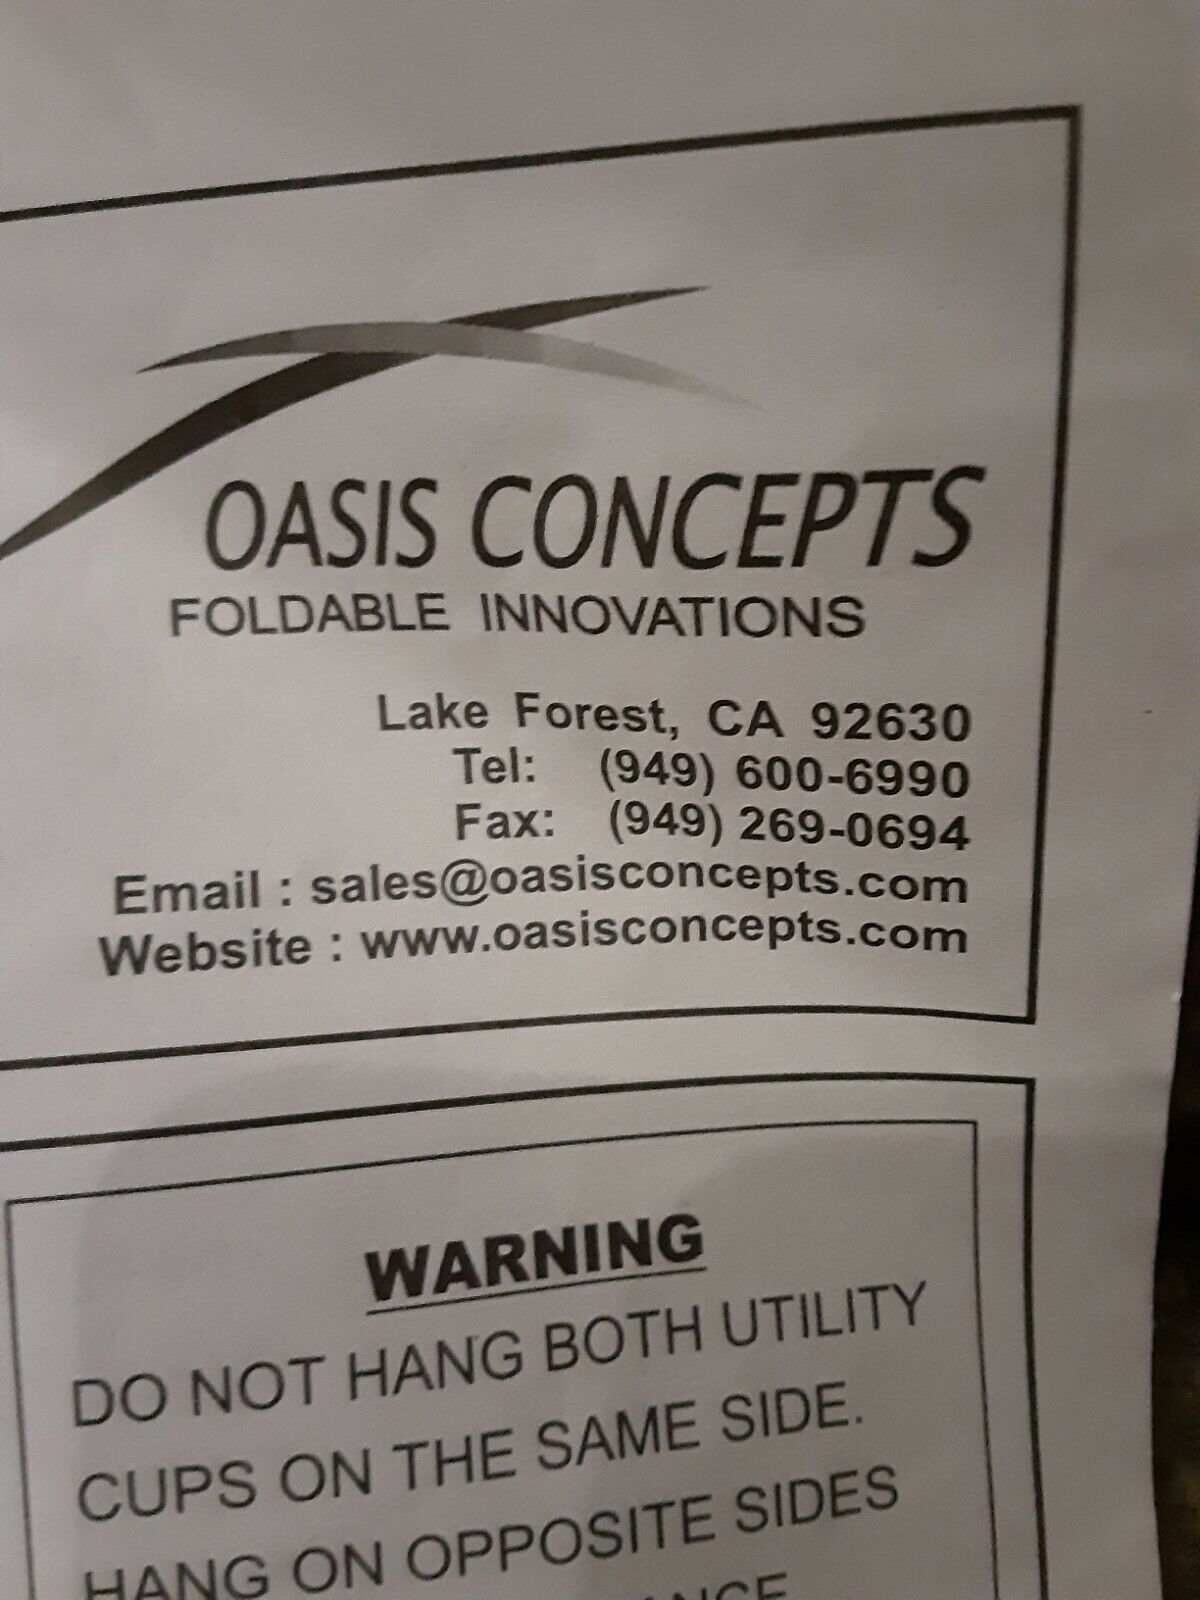 OASIS CONCEPTS
FOLDABLE INNOVATIONS
Lake Forest, CA 92630
Tel: (949) 600-6990
Fax: (949) 269-0694
Email : sales@oasisconcepts.com
Website : www.oasisconcepts.com
WARNING
DO NOT HANG BOTH UTILITY
CUPS ON THE SAME SIDE.
HANG ON OPPOSITE SIDES